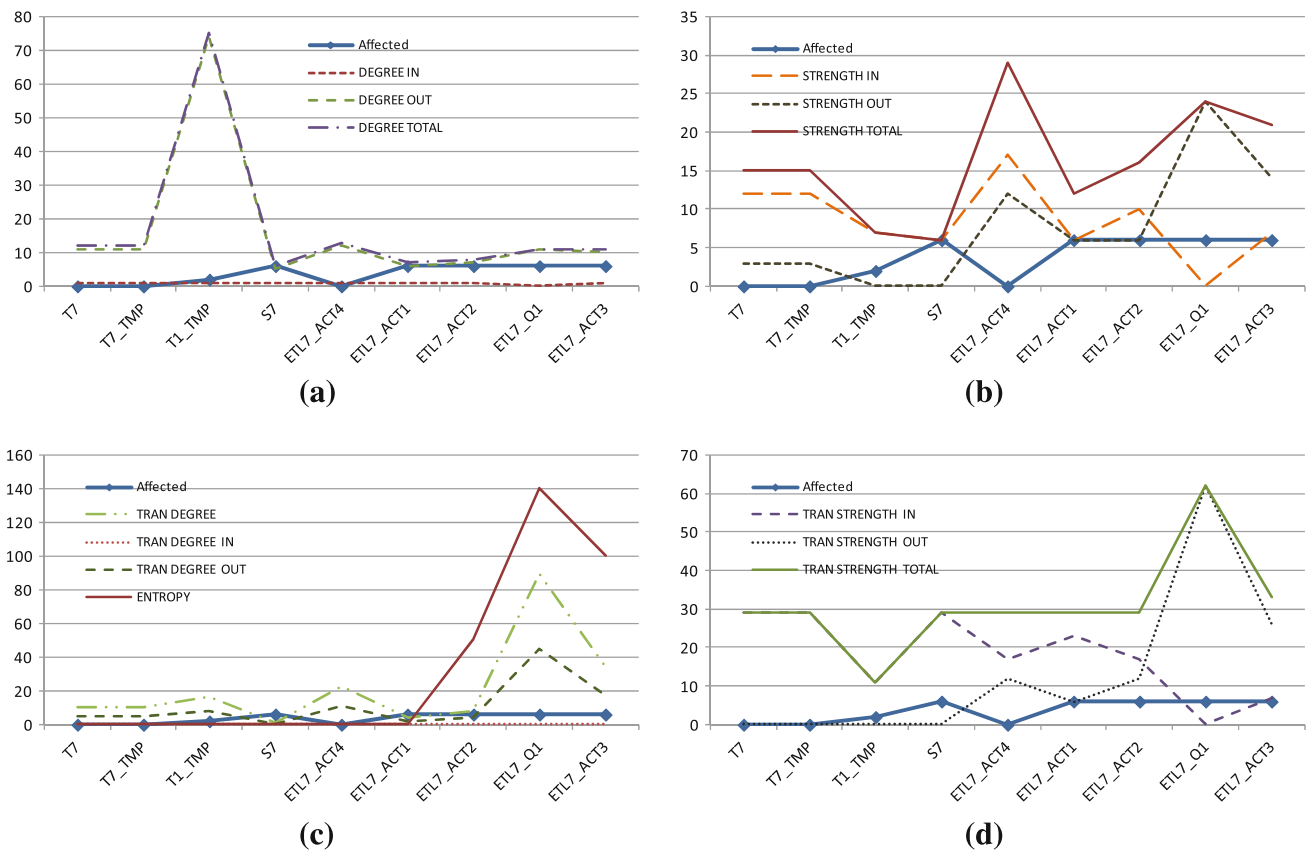 80
70
60
50
40
30
20
10
0
Affected
DEGREE IN
DEGREE OUT
DEGREE TOTAL
T7
T7_TMP
T1_TMP
S7
ETL7_ACT4
ETL7_ACT1
ETL7_ACT2
ETL7_Q1
ETL7_ACT3
(a)
35
30
25
20
15
10
5
0
Affected
STRENGTH IN
STRENGTH OUT
STRENGTH TOTAL
T7
T7_TMP
T1_TMP
S7
ETL7_ACT4
ETL7_ACT1
ETL7_ACT2
ETL7_Q1
ETL7_ACT3
(b)
160
140
120
100
80
60
40
20
0
Affected
TRAN DEGREE
TRAN DEGREE IN
TRAN DEGREE OUT
ENTROPY
T7
T7_TMP
T1_TMP
S7
ETL7_ACT4
ETL7_ACT1
ETL7_ACT2
ETL7_Q1
ETL7_ACT3
(c)
70
60
50
40
30
20
10
0
Affected
TRAN STRENGTH IN
TRAN STRENGTH OUT
TRAN STRENGTH TOTAL
T7
T7_TMP
T1_TMP
S7
ETL7_ACT4
ETL7_ACT1
ETL7_ACT2
ETL7_Q1
ETL7_ACT3
(d)